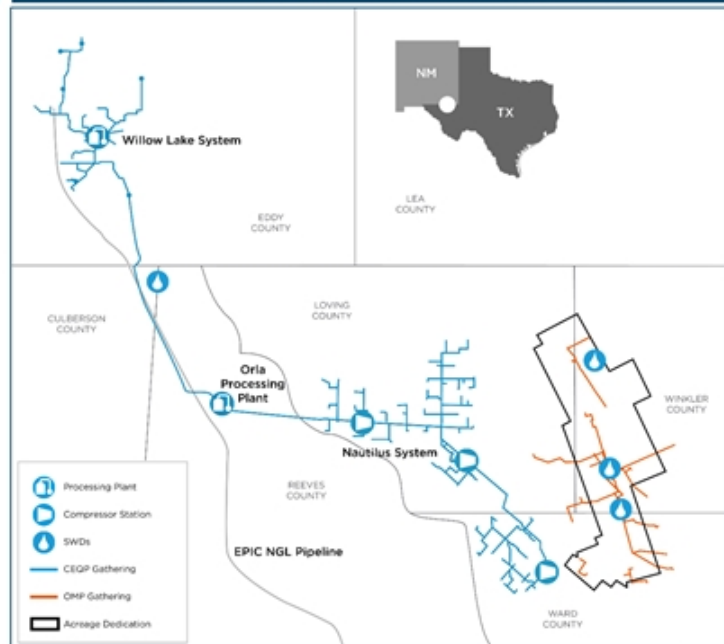 NM
TX
Willow Lake System
LEA
COUNTY
EDDY
COUNTY
CULBERSON
COUNTY
LOVING
COUNTY
Orla
Processing
Plant
WINKLER
COUNTY
Nautilus System
REEVES
COUNTY
EPIC NGL Pipeline
WARD
COUNTY
Processing Plant
Compressor Station
SWDs
CEQP Gathering
OMP Gathering
Acreage Dedication